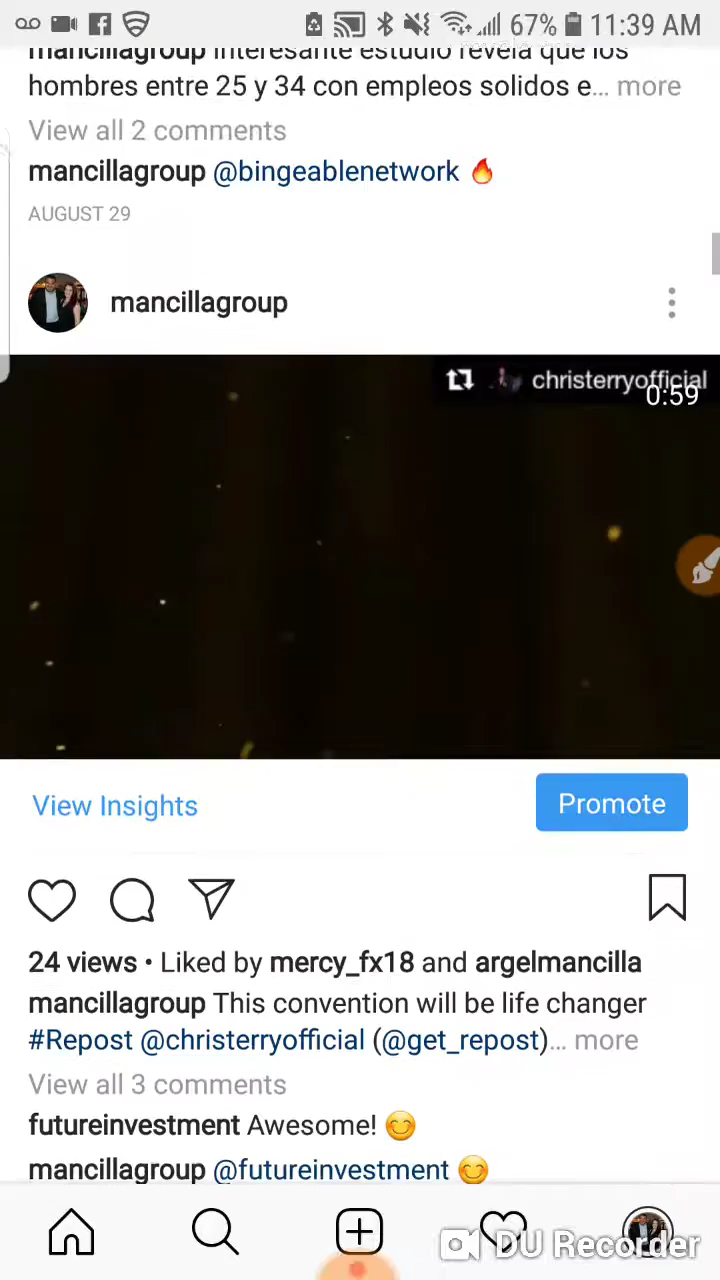 67% 11:39 AM
mancillagroup Interesante estudio revela que los
hombres entre 25 y 34 con empleos solidos e... more
View all 2 comments
mancillagroup @bingeablenetwork 🔥
AUGUST 29
mancillagroup
christerryofficial
0:59
View Insights
Promote
24 views • Liked by mercy_fx18 and argelmancilla
mancillagroup This convention will be life changer
#Repost @christerryofficial (@get_repost)... more
View all 3 comments
futureinvestment Awesome! 😊
mancillagroup @futureinvestment 😊
DU Recorder